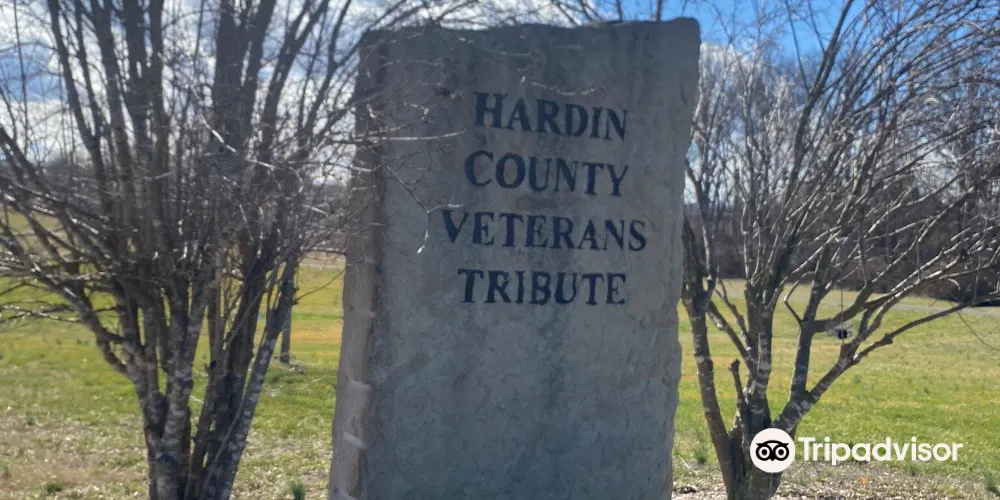 HARDIN
COUNTY
VETERANS
TRIBUTE
Tripadvisor